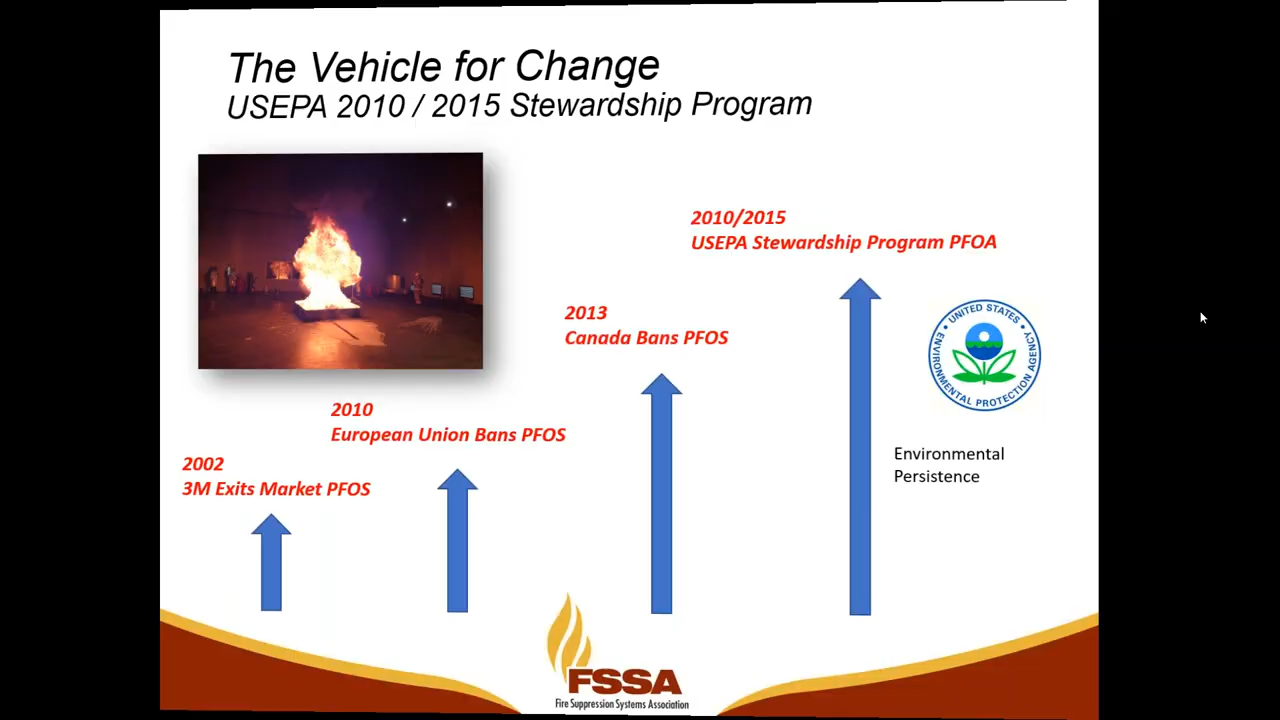 The Vehicle for Change
USEPA 2010 / 2015 Stewardship Program
2010/2015
USEPA Stewardship Program PFOA
2013
Canada Bans PFOS
2010
European Union Bans PFOS
2002
3M Exits Market PFOS
UNITED STATES
ENVIRONMENTAL PROTECTION AGENCY
Environmental
Persistence
FSSA
Fire Suppression Systems Association